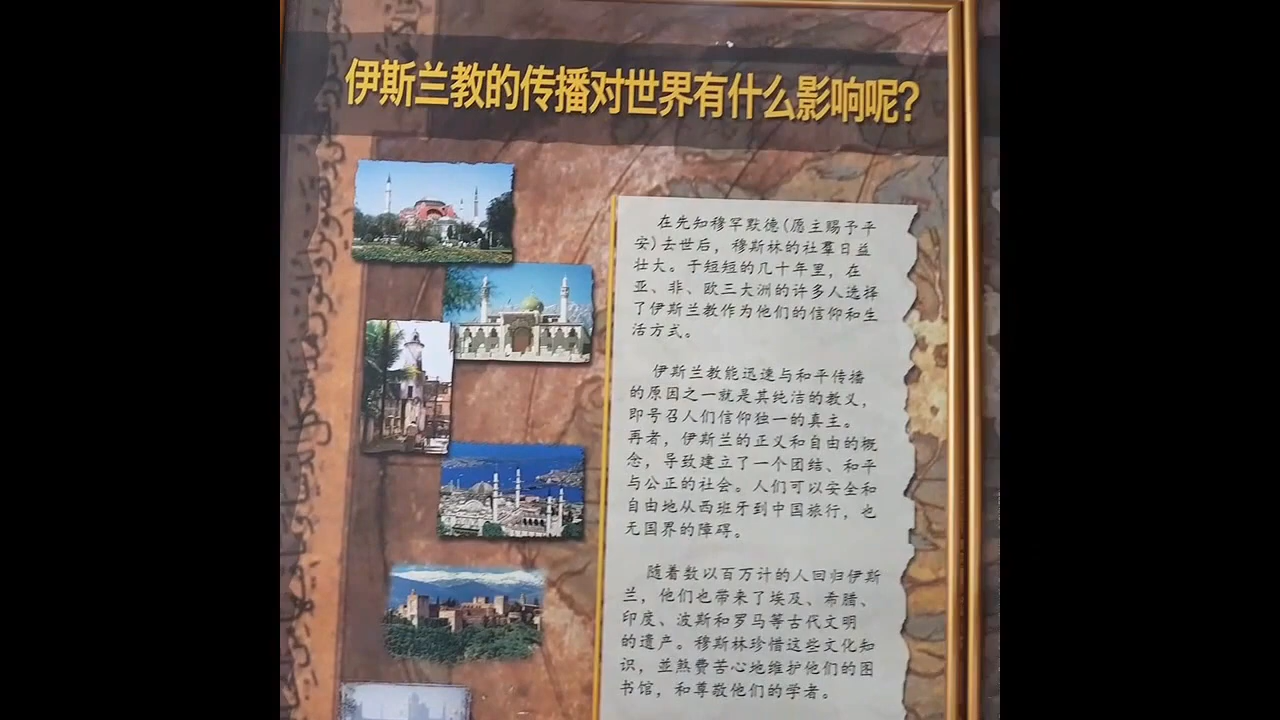 伊斯兰教的传播对世界有什么影响呢?
在先知穆罕默德(愿主赐予平
安)去世后，穆斯林的社羣日益
壮大。于短短的几十年里，在
亚、非、欧三大洲的许多人选择
了伊斯兰教作为他们的信仰和生
活方式。
伊斯兰教能迅速与和平传播
的原因之一就是其纯洁的教义，
即号召人们信仰独一的真主。
再者，伊斯兰的正义和自由的概
念，导致建立了一个团结、和平
与公正的社会。人们可以安全和
自由地从西班牙到中国旅行，也
无国界的障碍。
随着数以百万计的人回归伊斯
兰，他们也带来了埃及、希腊、
印度、波斯和罗马等古代文明
的遗产。穆斯林珍惜这些文化知
识，並煞费苦心地维护他们的图
书馆，和尊敬他们的学者。